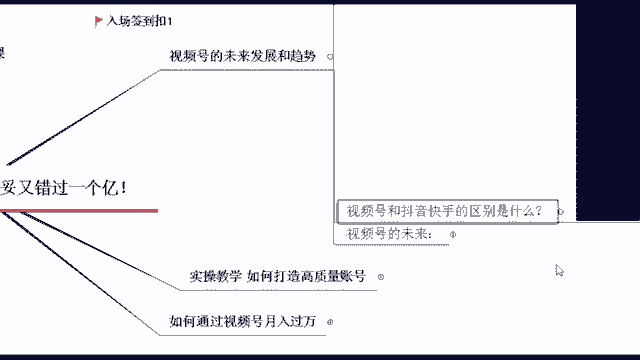 入场签到扣1
课
视频号的未来发展和趋势
妥又错过一个亿！
视频号和抖音快手的区别是什么？
视频号的未来：
实操教学 如何打造高质量账号
如何通过视频号月入过万